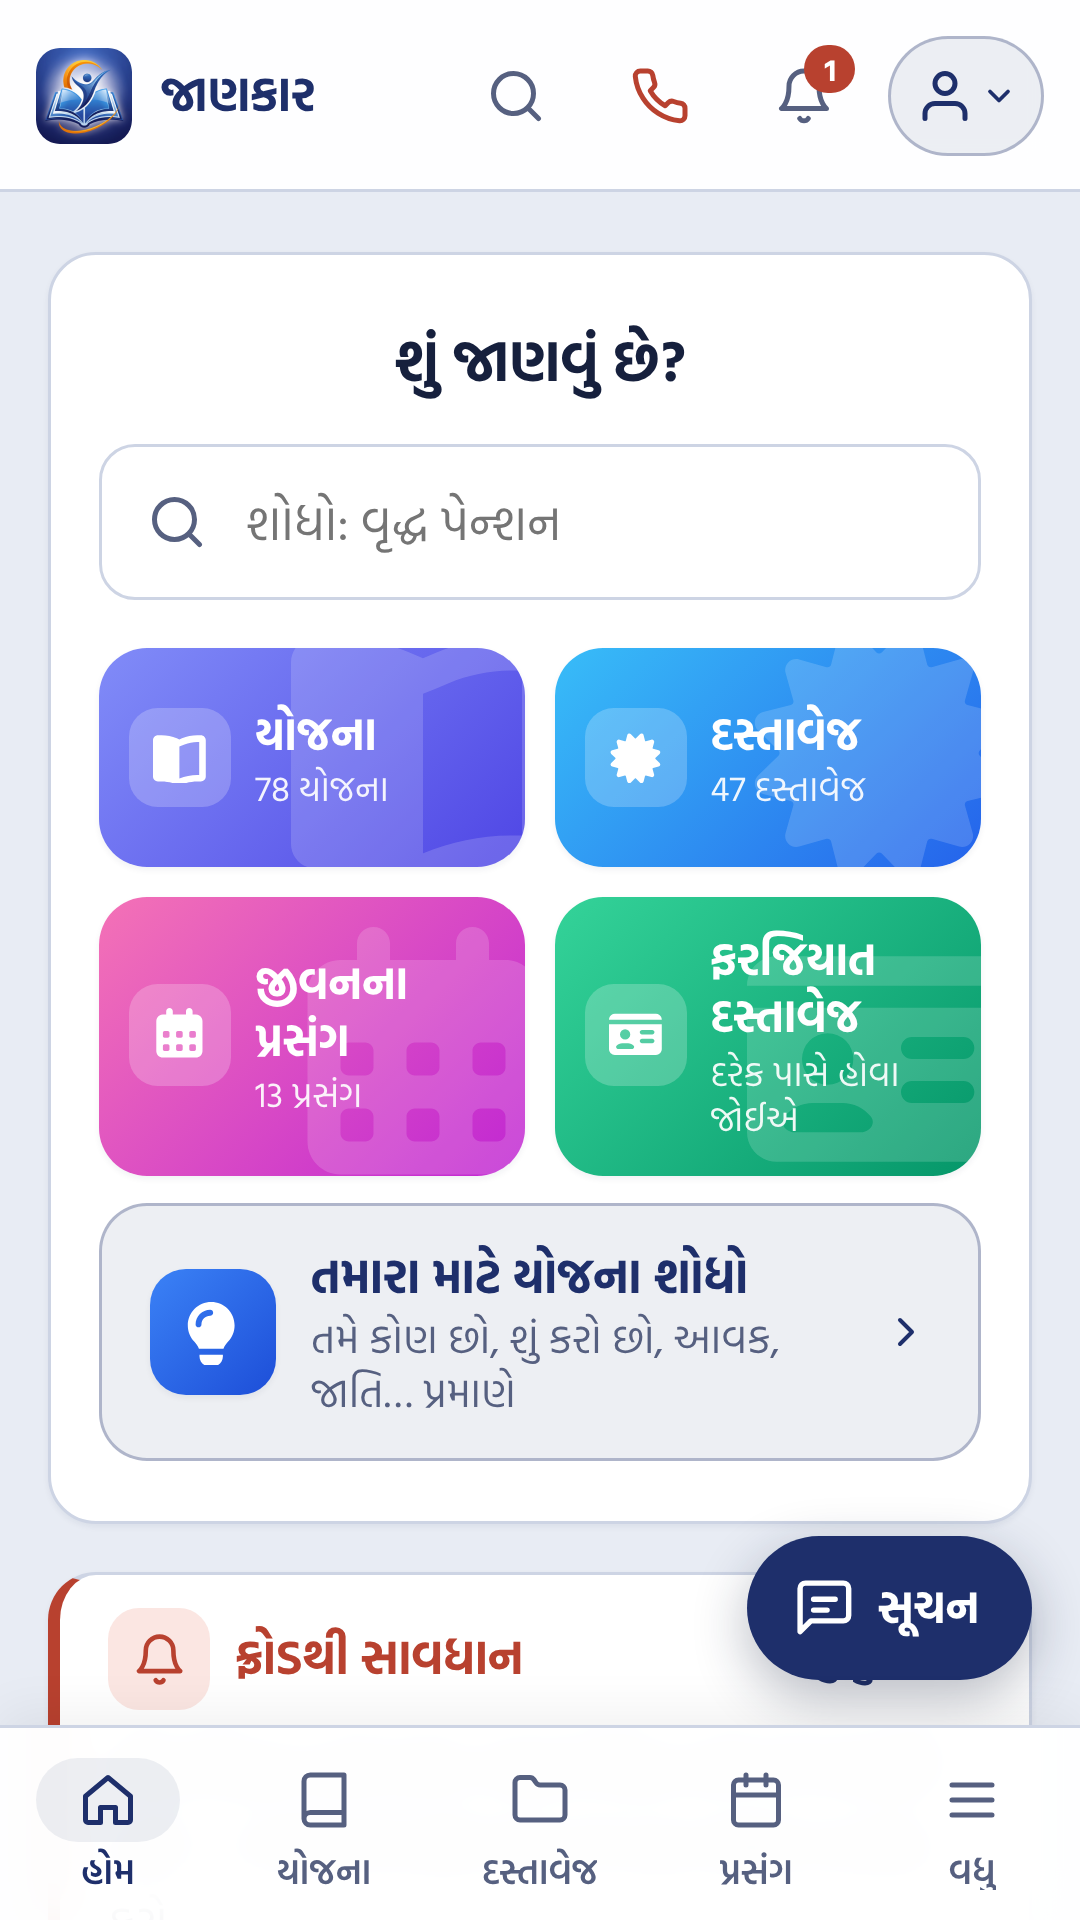 જાણકાર
1
શું જાણવું છે?
શોધો: વૃદ્ધ પેન્શન
યોજના
78 યોજના
દસ્તાવેજ
47 દસ્તાવેજ
જીવનના
પ્રસંગ
13 પ્રસંગ
ફરજિયાત
દસ્તાવેજ
દરેક પાસે હોવા
જોઈએ
તમારા માટે યોજના શોધો
તમે કોણ છો, શું કરો છો, આવક,
જાતિ... પ્રમાણે
સૂચન
ફ્રોડથી સાવધાન
હોમ
યોજના
દસ્તાવેજ
પ્રસંગ
વધુ